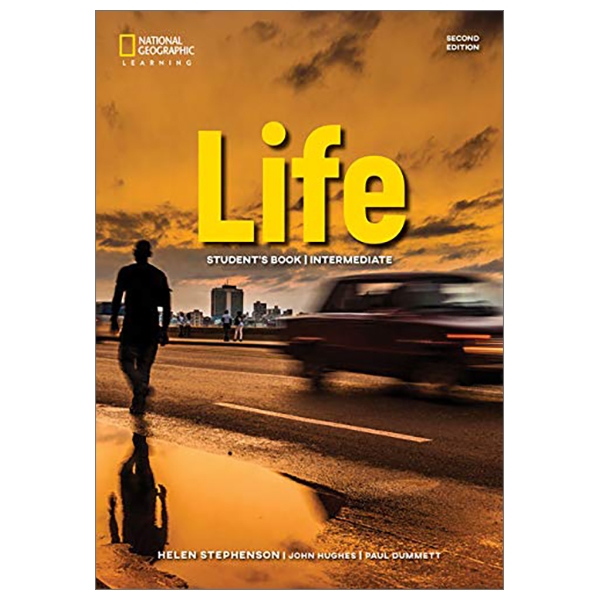 NATIONAL
GEOGRAPHIC
LEARNING
SECOND
EDITION
Life
STUDENT'S BOOK | INTERMEDIATE
HELEN STEPHENSON | JOHN HUGHES | PAUL DUMMETT